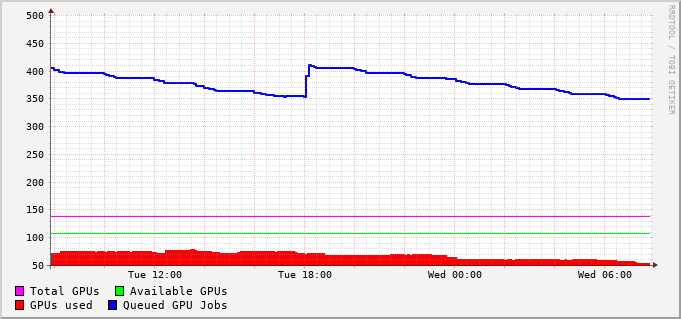 500
450
400
350
300
250
200
150
100
50
Tue 12:00 Tue 18:00 Wed 00:00 Wed 06:00
Total GPUs Available GPUs
GPUs used Queued GPU Jobs
RRDTOOL / TOBI OETIKER